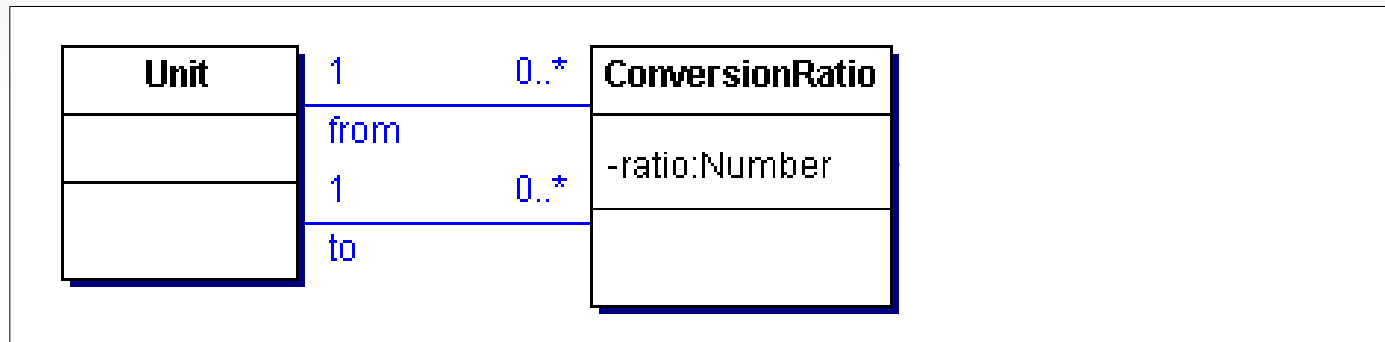 Unit
1 0..*
from
1 0..*
to
ConversionRatio
-ratio:Number